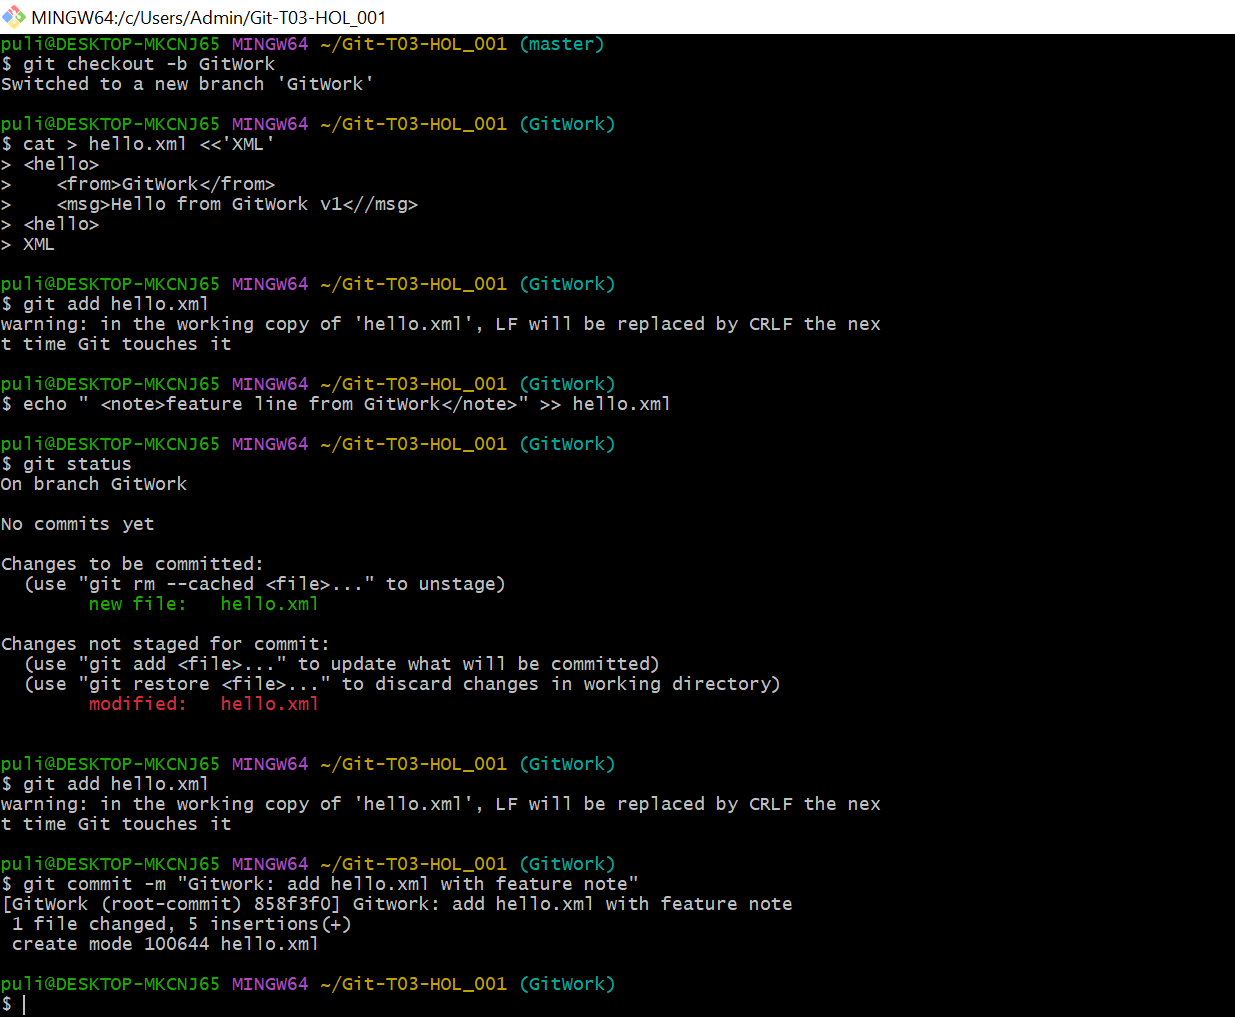 MINGW64:/c/Users/Admin/Git-T03-HOL_001
puli@DESKTOP-MKCNJ65 MINGW64 ~/Git-T03-HOL_001 (master)
$ git checkout -b GitWork
Switched to a new branch 'GitWork'
puli@DESKTOP-MKCNJ65 MINGW64 ~/Git-T03-HOL_001 (GitWork)
$ cat > hello.xml <<'XML'
> <hello>
>    <from>GitWork</from>
>    <msg>Hello from GitWork v1<//msg>
> <hello>
> XML
puli@DESKTOP-MKCNJ65 MINGW64 ~/Git-T03-HOL_001 (GitWork)
$ git add hello.xml
warning: in the working copy of 'hello.xml', LF will be replaced by CRLF the nex
t time Git touches it
puli@DESKTOP-MKCNJ65 MINGW64 ~/Git-T03-HOL_001 (GitWork)
$ echo " <note>feature line from GitWork</note>" >> hello.xml
puli@DESKTOP-MKCNJ65 MINGW64 ~/Git-T03-HOL_001 (GitWork)
$ git status
On branch GitWork
No commits yet
Changes to be committed:
  (use "git rm --cached <file>..." to unstage)
        new file:   hello.xml
Changes not staged for commit:
  (use "git add <file>..." to update what will be committed)
  (use "git restore <file>..." to discard changes in working directory)
        modified:   hello.xml
puli@DESKTOP-MKCNJ65 MINGW64 ~/Git-T03-HOL_001 (GitWork)
$ git add hello.xml
warning: in the working copy of 'hello.xml', LF will be replaced by CRLF the nex
t time Git touches it
puli@DESKTOP-MKCNJ65 MINGW64 ~/Git-T03-HOL_001 (GitWork)
$ git commit -m "Gitwork: add hello.xml with feature note"
[GitWork (root-commit) 858f3f0] Gitwork: add hello.xml with feature note
 1 file changed, 5 insertions(+)
 create mode 100644 hello.xml
puli@DESKTOP-MKCNJ65 MINGW64 ~/Git-T03-HOL_001 (GitWork)
$